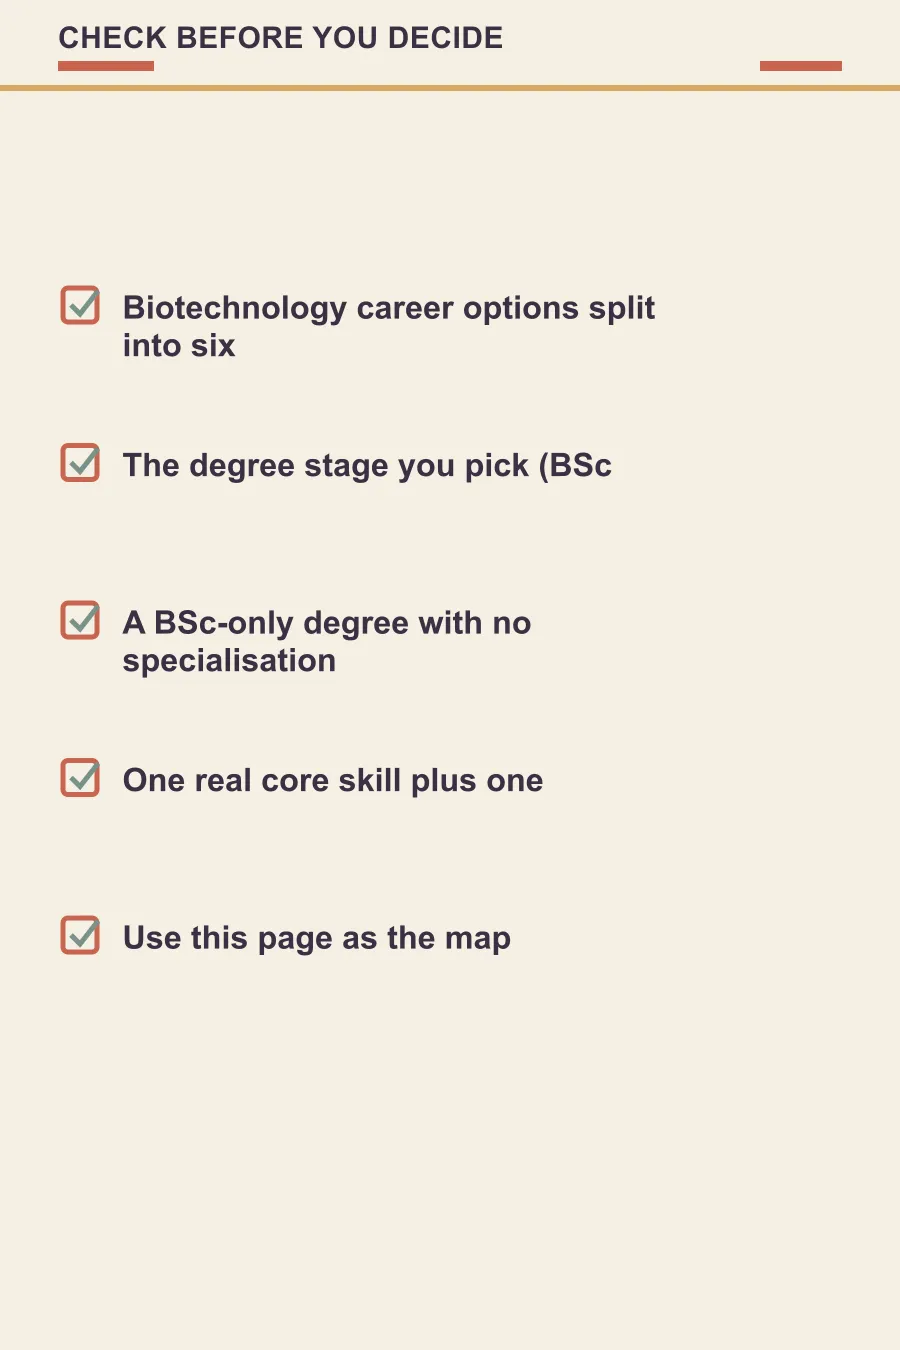 CHECK BEFORE YOU DECIDE
Biotechnology career options split
into six
The degree stage you pick (BSc
A BSc-only degree with no
specialisation
One real core skill plus one
Use this page as the map